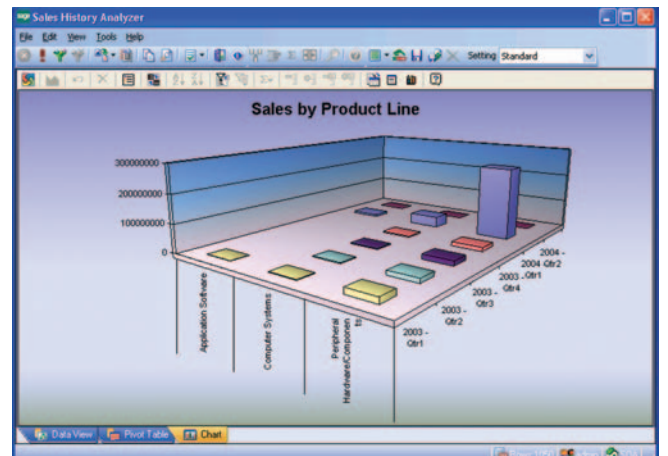 Sales History Analyzer
File Edit View Tools Help
Setting Standard
Sales by Product Line
300000000
200000000
100000000
0
Application Software
Computer Systems
Peripheral
Hardware/Componen
ts
2003 -
Qtr1
2003 -
Qtr2
2003 -
Qtr3
2003 -
Qtr4
2004 -
Qtr1
2004 -
Qtr2
Data View Pivot Table Chart